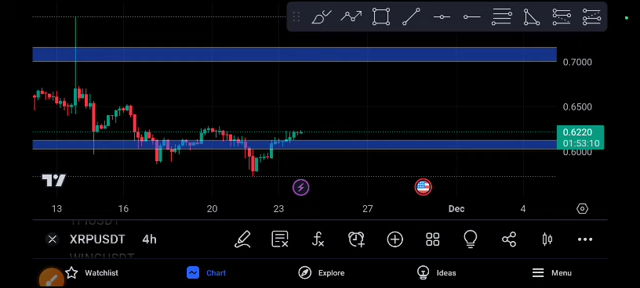 0.7000
0.6500
0.6220
01:53:10
0.6000
TV
13 16 20 23 27 Dec 4
XRPUSDT 4h
Watchlist Chart Explore Ideas Menu